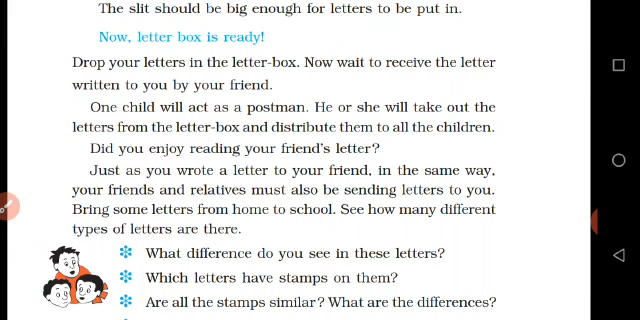 The slit should be big enough for letters to be put in.
Now, letter box is ready!
Drop your letters in the letter-box. Now wait to receive the letter
written to you by your friend.
One child will act as a postman. He or she will take out the
letters from the letter-box and distribute them to all the children.
Did you enjoy reading your friend's letter?
Just as you wrote a letter to your friend, in the same way,
your friends and relatives must also be sending letters to you.
Bring some letters from home to school. See how many different
types of letters are there.
What difference do you see in these letters?
Which letters have stamps on them?
Are all the stamps similar? What are the differences?